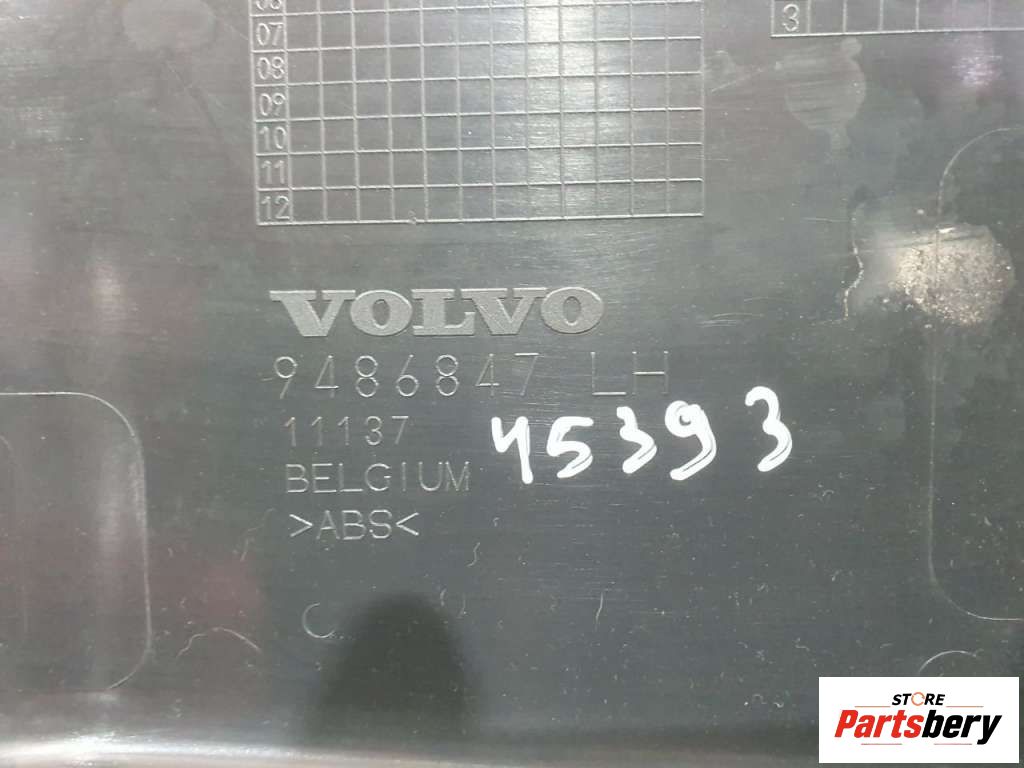 07
3
08
09
10
11
12
VOLVO
9486847 LH
11137
45393
BELGIUM
>ABS<
STORE
Partsbery